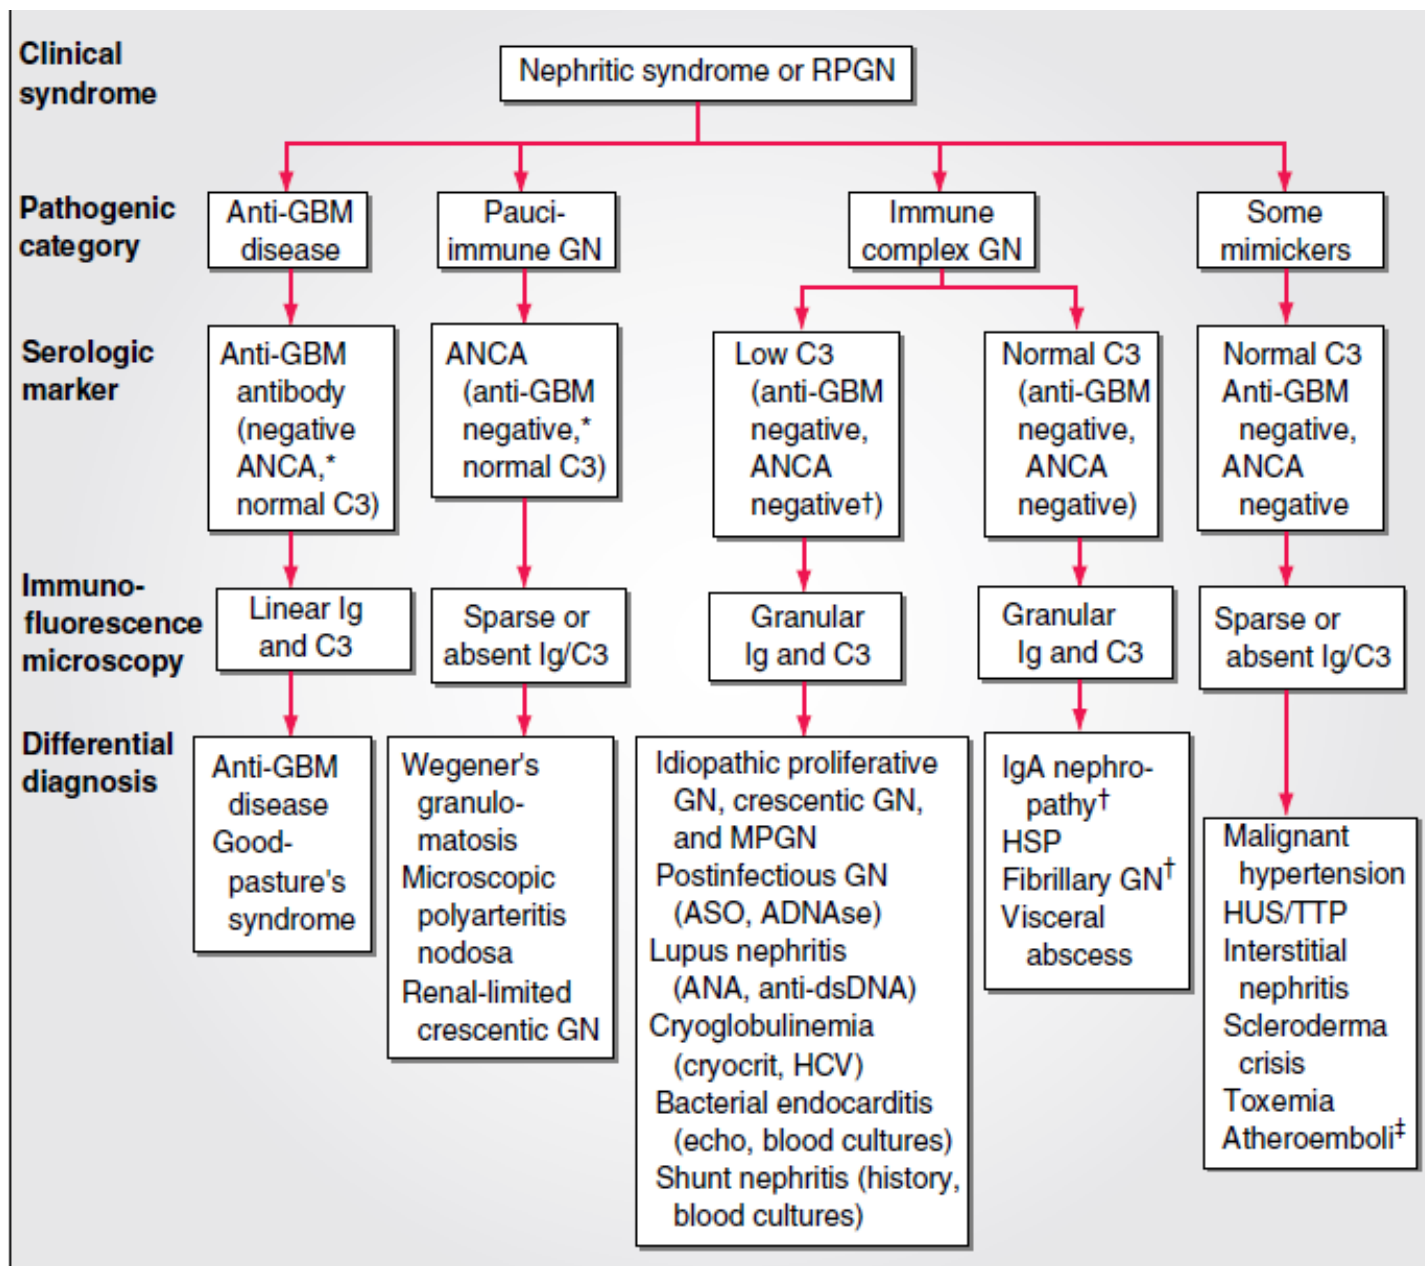 Clinical
syndrome
Nephritic syndrome or RPGN
Pathogenic
category
Anti-GBM
disease
Pauci-
immune GN
Immune
complex GN
Some
mimickers
Serologic
marker
Anti-GBM
antibody
(negative
ANCA,*
normal C3)
ANCA
(anti-GBM
negative,*
normal C3)
Low C3
(anti-GBM
negative,
ANCA
negative†)
Normal C3
(anti-GBM
negative,
ANCA
negative)
Normal C3
Anti-GBM
negative,
ANCA
negative
Immuno-
fluorescence
microscopy
Linear Ig
and C3
Sparse or
absent Ig/C3
Granular
Ig and C3
Granular
Ig and C3
Sparse or
absent Ig/C3
Differential
diagnosis
Anti-GBM
disease
Good-
pasture's
syndrome
Wegener's
granulo-
matosis
Microscopic
polyarteritis
nodosa
Renal-limited
crescentic GN
Idiopathic proliferative
GN, crescentic GN,
and MPGN
Postinfectious GN
(ASO, ADNAse)
Lupus nephritis
(ANA, anti-dsDNA)
Cryoglobulinemia
(cryocrit, HCV)
Bacterial endocarditis
(echo, blood cultures)
Shunt nephritis (history,
blood cultures)
IgA nephro-
pathy†
HSP
Fibrillary GN†
Visceral
abscess
Malignant
hypertension
HUS/TTP
Interstitial
nephritis
Scleroderma
crisis
Toxemia
Atheroemboli‡